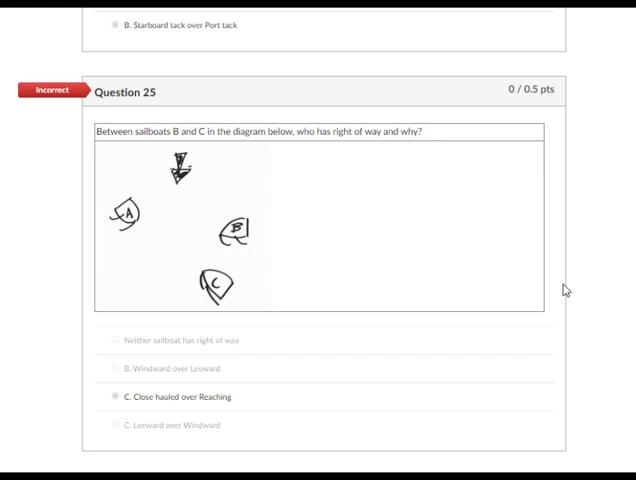 B. Starboard tack over Port tack
Incorrect
Question 25
0 / 0.5 pts
Between sailboats B and C in the diagram below, who has right of way and why?
A
B
C
Neither sailboat has right of way
B. Windward over Leeward
C. Close hauled over Reaching
C. Leeward over Windward